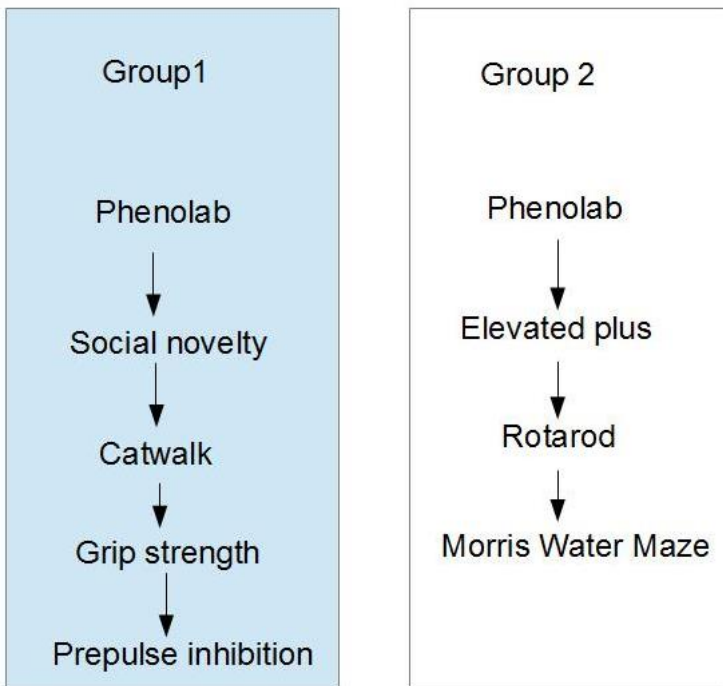 Group1
Phenolab
Social novelty
Catwalk
Grip strength
Prepulse inhibition
Group 2
Phenolab
Elevated plus
Rotarod
Morris Water Maze